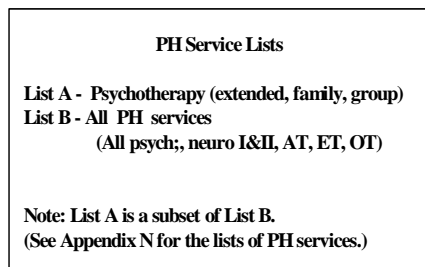 PH Service Lists
List A - Psychotherapy (extended, family, group)
List B - All PH services
(All psych;, neuro I&II, AT, ET, OT)
Note: List A is a subset of List B.
(See Appendix N for the lists of PH services.)